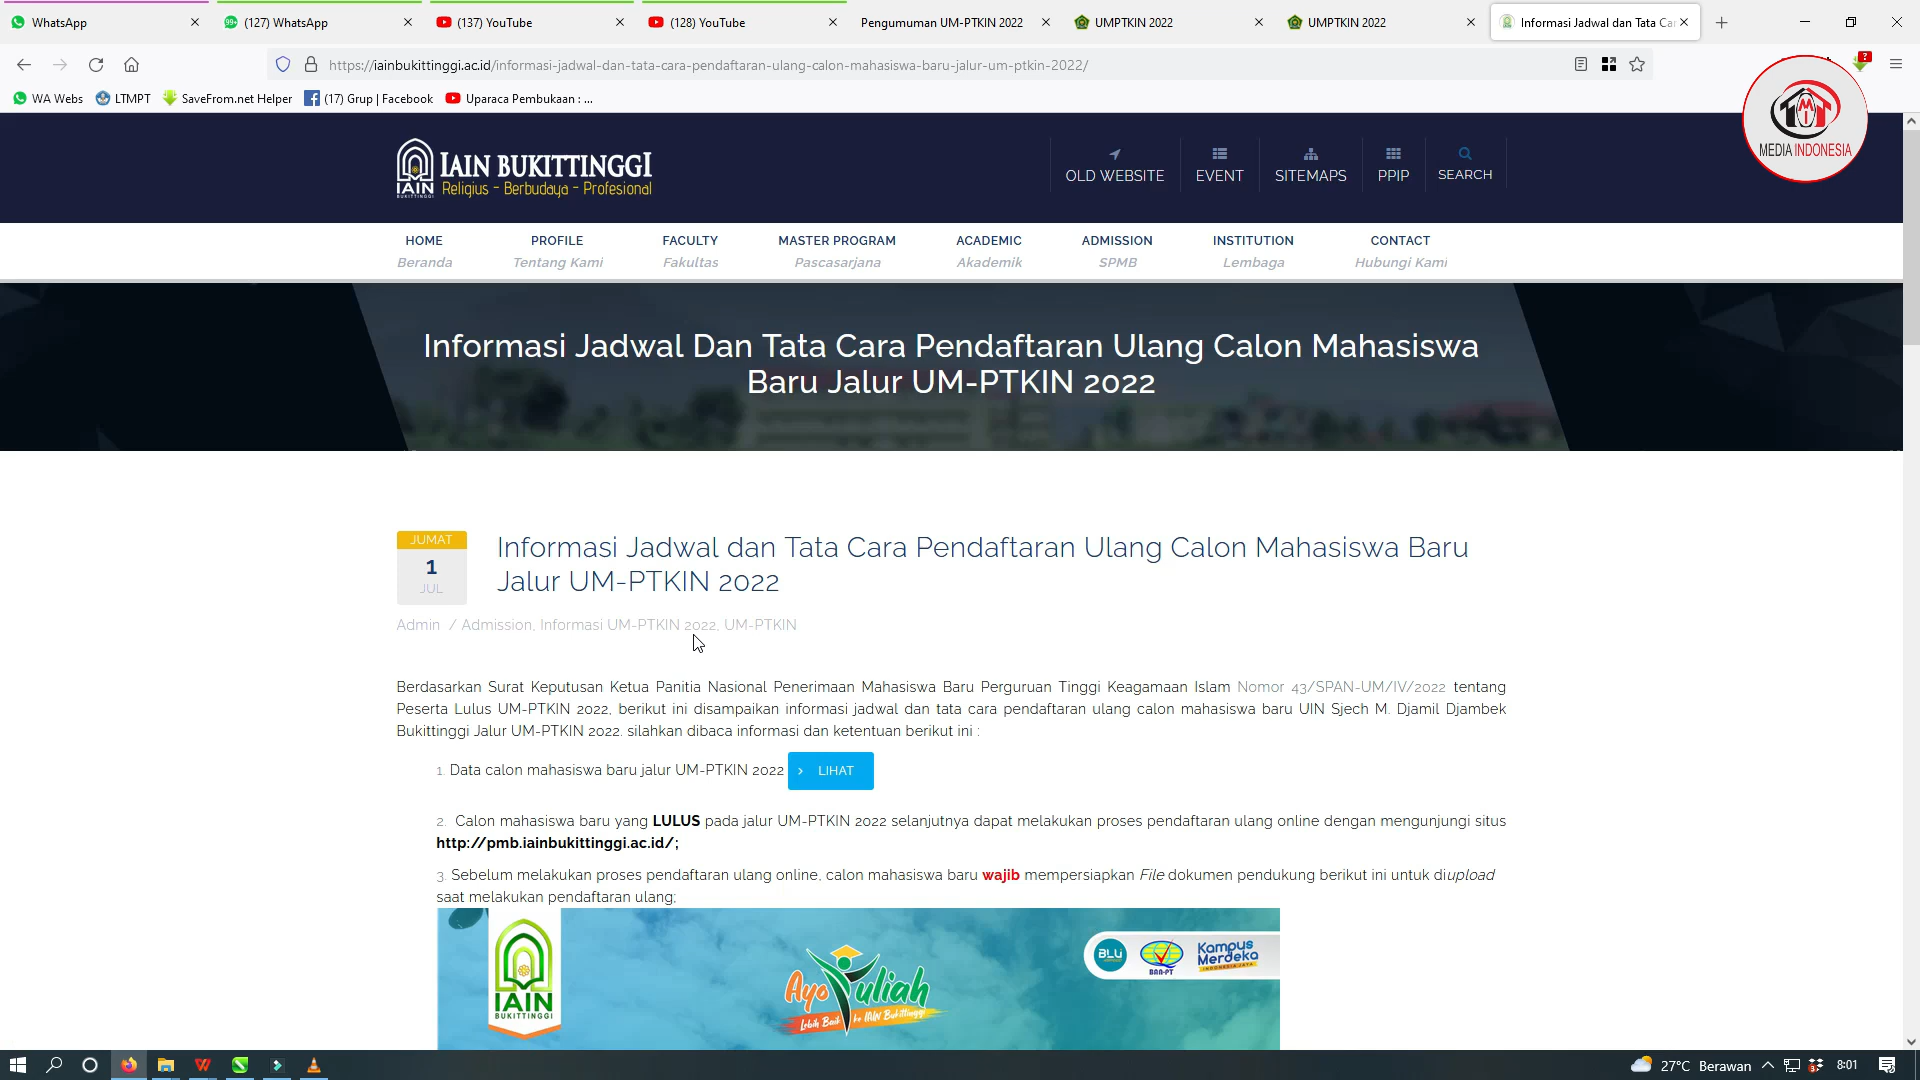 WhatsApp
(127) WhatsApp
(137) YouTube
(128) YouTube
Pengumuman UM-PTKIN 2022
UMPTKIN 2022
UMPTKIN 2022
Informasi Jadwal dan Tata Ca
https://iainbukittinggi.ac.id/informasi-jadwal-dan-tata-cara-pendaftaran-ulang-calon-mahasiswa-baru-jalur-um-ptkin-2022/
WA Webs
LTMPT
SaveFrom.net Helper
(17) Grup | Facebook
Uparaca Pembukaan : ...
MEDIA INDONESIA
IAIN BUKITTINGGI
Religius - Berbudaya - Profesional
IAIN
BUKITTINGGI
OLD WEBSITE
EVENT
SITEMAPS
PPIP
SEARCH
HOME
PROFILE
FACULTY
MASTER PROGRAM
ACADEMIC
ADMISSION
INSTITUTION
CONTACT
Beranda
Tentang Kami
Fakultas
Pascasarjana
Akademik
SPMB
Lembaga
Hubungi Kami
Informasi Jadwal Dan Tata Cara Pendaftaran Ulang Calon Mahasiswa
Baru Jalur UM-PTKIN 2022
JUMAT
1
JUL
Informasi Jadwal dan Tata Cara Pendaftaran Ulang Calon Mahasiswa Baru
Jalur UM-PTKIN 2022
Admin / Admission, Informasi UM-PTKIN 2022, UM-PTKIN
Berdasarkan Surat Keputusan Ketua Panitia Nasional Penerimaan Mahasiswa Baru Perguruan Tinggi Keagamaan Islam Nomor 43/SPAN-UM/IV/2022 tentang
Peserta Lulus UM-PTKIN 2022, berikut ini disampaikan informasi jadwal dan tata cara pendaftaran ulang calon mahasiswa baru UIN Sjech M. Djamil Djambek
Bukittinggi Jalur UM-PTKIN 2022. silahkan dibaca informasi dan ketentuan berikut ini :
1. Data calon mahasiswa baru jalur UM-PTKIN 2022 > LIHAT
2. Calon mahasiswa baru yang LULUS pada jalur UM-PTKIN 2022 selanjutnya dapat melakukan proses pendaftaran ulang online dengan mengunjungi situs
http://pmb.iainbukittinggi.ac.id/;
3. Sebelum melakukan proses pendaftaran ulang online, calon mahasiswa baru wajib mempersiapkan File dokumen pendukung berikut ini untuk diupload
saat melakukan pendaftaran ulang;
IAIN
BUKITTINGGI
Ayo Kuliah
Lebih Baik ke IAIN Bukittinggi
BLU
BAN-PT
Kampus
Merdeka
INDONESIA JAYA
27°C Berawan
8:01